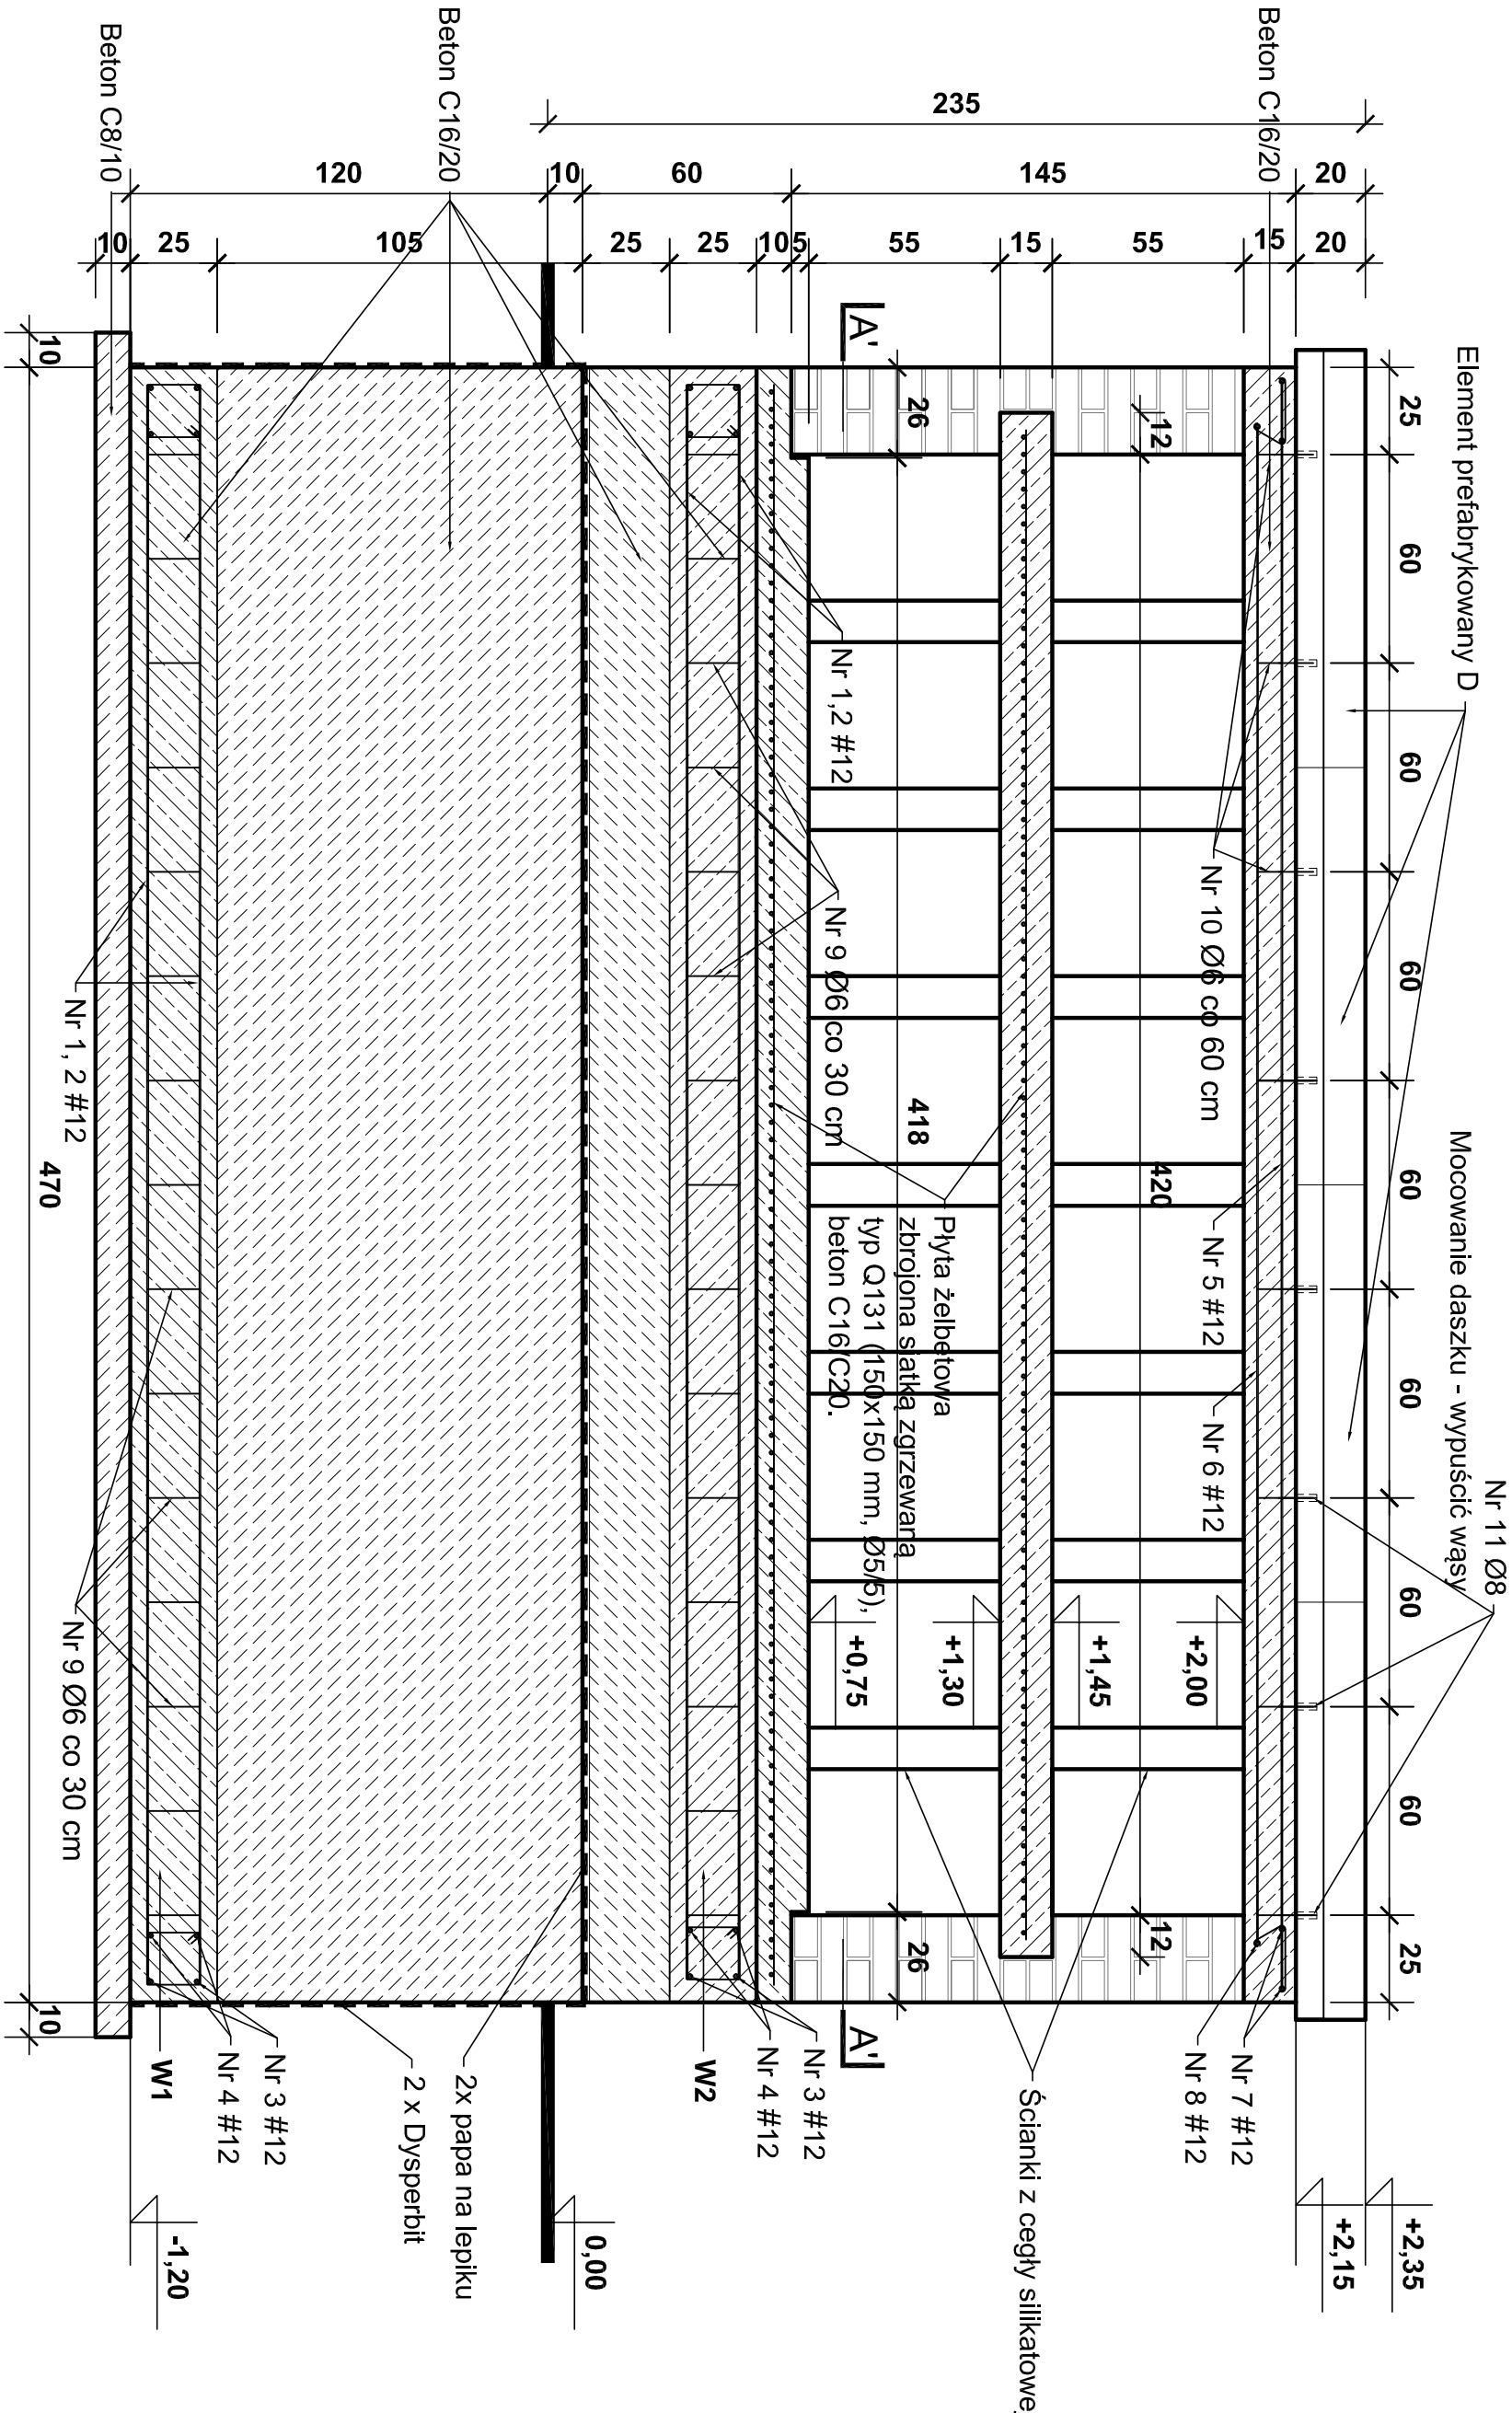 Nr 11 Ø8
Element prefabrykowany D
Mocowanie daszku - wypuścić wąsy
25
60
60
60
60
60
60
60
25
+2,35
+2,15
20
20
Beton C16/20
15
Nr 10 Ø6 co 60 cm
Nr 5 #12
Nr 6 #12
Nr 7 #12
Nr 8 #12
+2,00
12
420
12
+1,45
55
145
15
+1,30
235
Płyta żelbetowa
zbrojona siatką zgrzewaną
typ Q131 (150x150 mm, Ø5/5),
beton C16/C20.
Ścianki z cegły silikatowej
26
418
26
55
+0,75
A'
A'
Nr 1,2 #12
Nr 9 Ø6 co 30 cm
5
10
Nr 3 #12
Nr 4 #12
W2
60
25
25
10
0,00
Beton C16/20
2x papa na lepiku
2 x Dysperbit
120
105
Nr 3 #12
Nr 4 #12
W1
-1,20
25
10
Beton C8/10
Nr 1, 2 #12
Nr 9 Ø6 co 30 cm
10
470
10